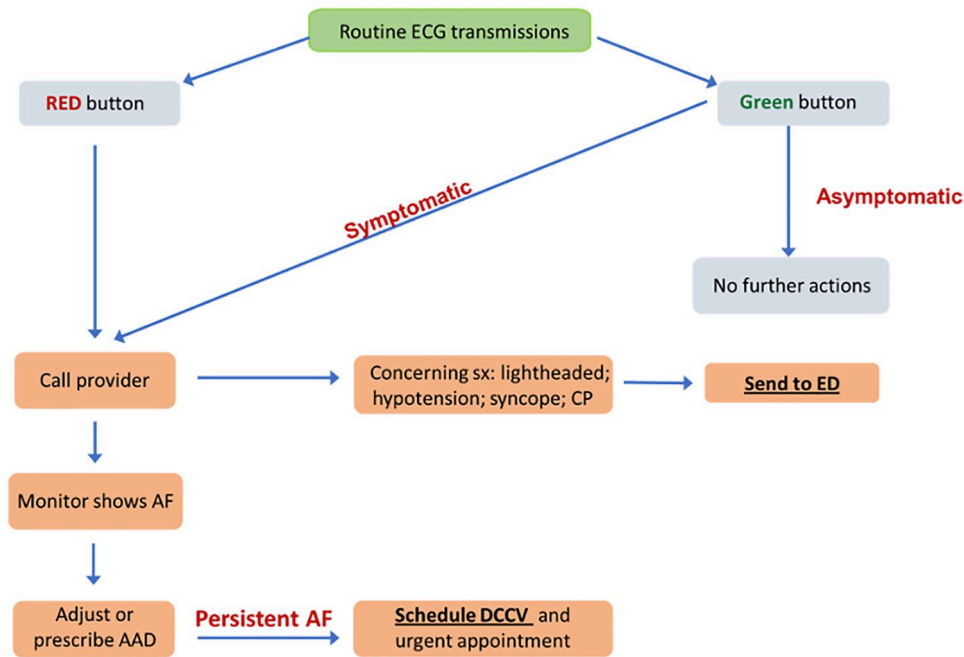 Routine ECG transmissions
RED button
Green button
Symptomatic
Asymptomatic
No further actions
Call provider
Concerning sx: lightheaded;
hypotension; syncope; CP
Send to ED
Monitor shows AF
Adjust or
prescribe AAD
Persistent AF
Schedule DCCV and
urgent appointment